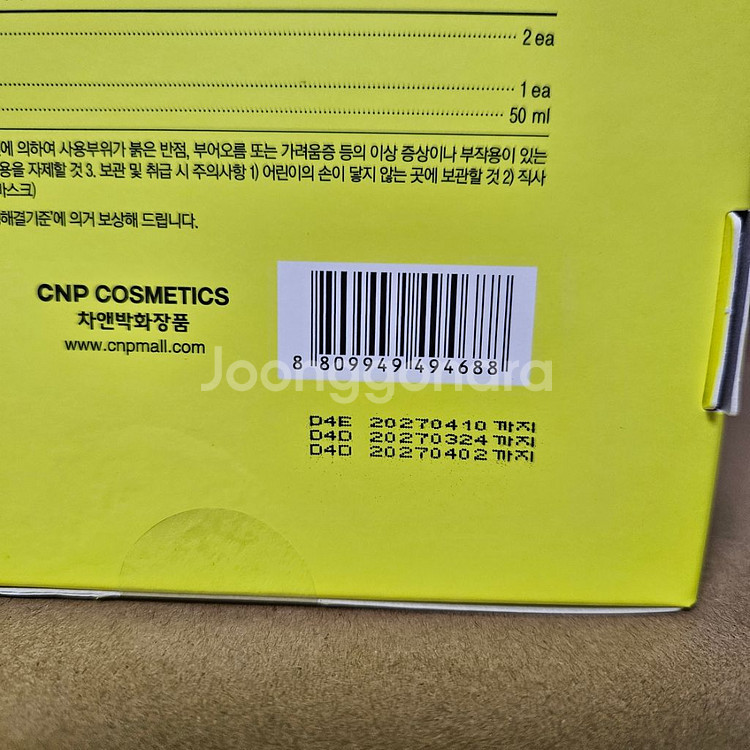 2 ea
1 ea
50 ml
에 의하여 사용부위가 붉은 반점, 부어오름 또는 가려움증 등의 이상 증상이나 부작용이 있는
용을 자제할 것 3. 보관 및 취급 시 주의사항 1) 어린이의 손이 닿지 않는 곳에 보관할 것 2) 직사
마스크)
해결기준'에 의거 보상해 드립니다.
CNP COSMETICS
차앤박화장품
www.cnpmall.com
8 809949 494688
Joonggonara
D4E 20270410 까지
D4D 20270324 까지
D4D 20270402 까지